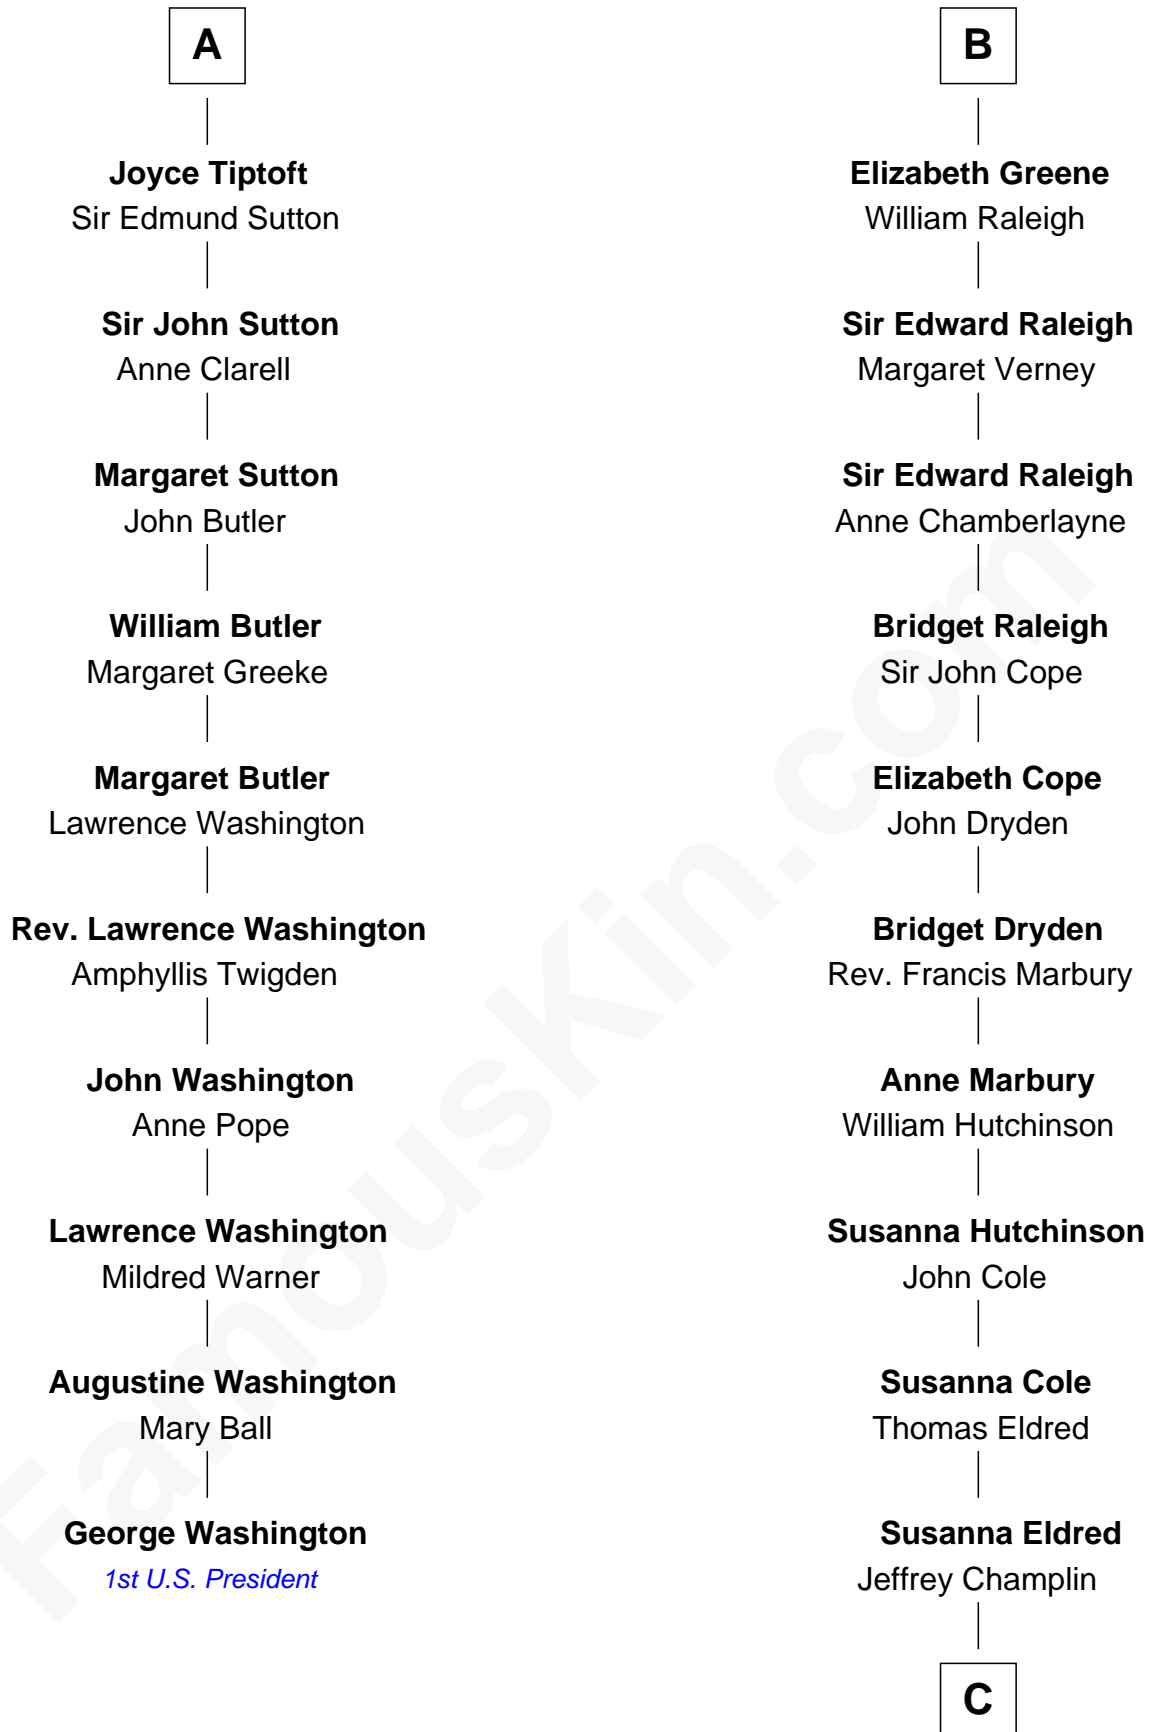 A
Joyce Tiptoft
Sir Edmund Sutton
Sir John Sutton
Anne Clarell
Margaret Sutton
John Butler
William Butler
Margaret Greeke
Margaret Butler
Lawrence Washington
Rev. Lawrence Washington
Amphyllis Twigden
John Washington
Anne Pope
Lawrence Washington
Mildred Warner
Augustine Washington
Mary Ball
George Washington
1st U.S. President
B
Elizabeth Greene
William Raleigh
Sir Edward Raleigh
Margaret Verney
Sir Edward Raleigh
Anne Chamberlayne
Bridget Raleigh
Sir John Cope
Elizabeth Cope
John Dryden
Bridget Dryden
Rev. Francis Marbury
Anne Marbury
William Hutchinson
Susanna Hutchinson
John Cole
Susanna Cole
Thomas Eldred
Susanna Eldred
Jeffrey Champlin
C
FamousKin.com